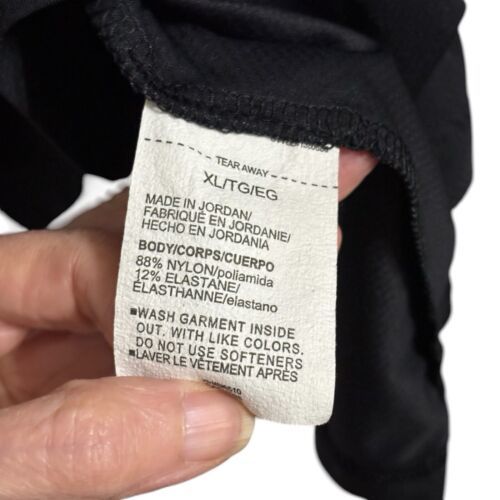 TEAR AWAY
XL/TG/EG
MADE IN JORDAN/
FABRIQUÉ EN JORDANIE/
HECHO EN JORDANIA
BODY/CORPS/CUERPO
88% NYLON/poliamida
12% ELASTANE/
ÉLASTHANNE/elastano
■WASH GARMENT INSIDE
OUT. WITH LIKE COLORS.
DO NOT USE SOFTENERS
■LAVER LE VÊTEMENT APRÈS